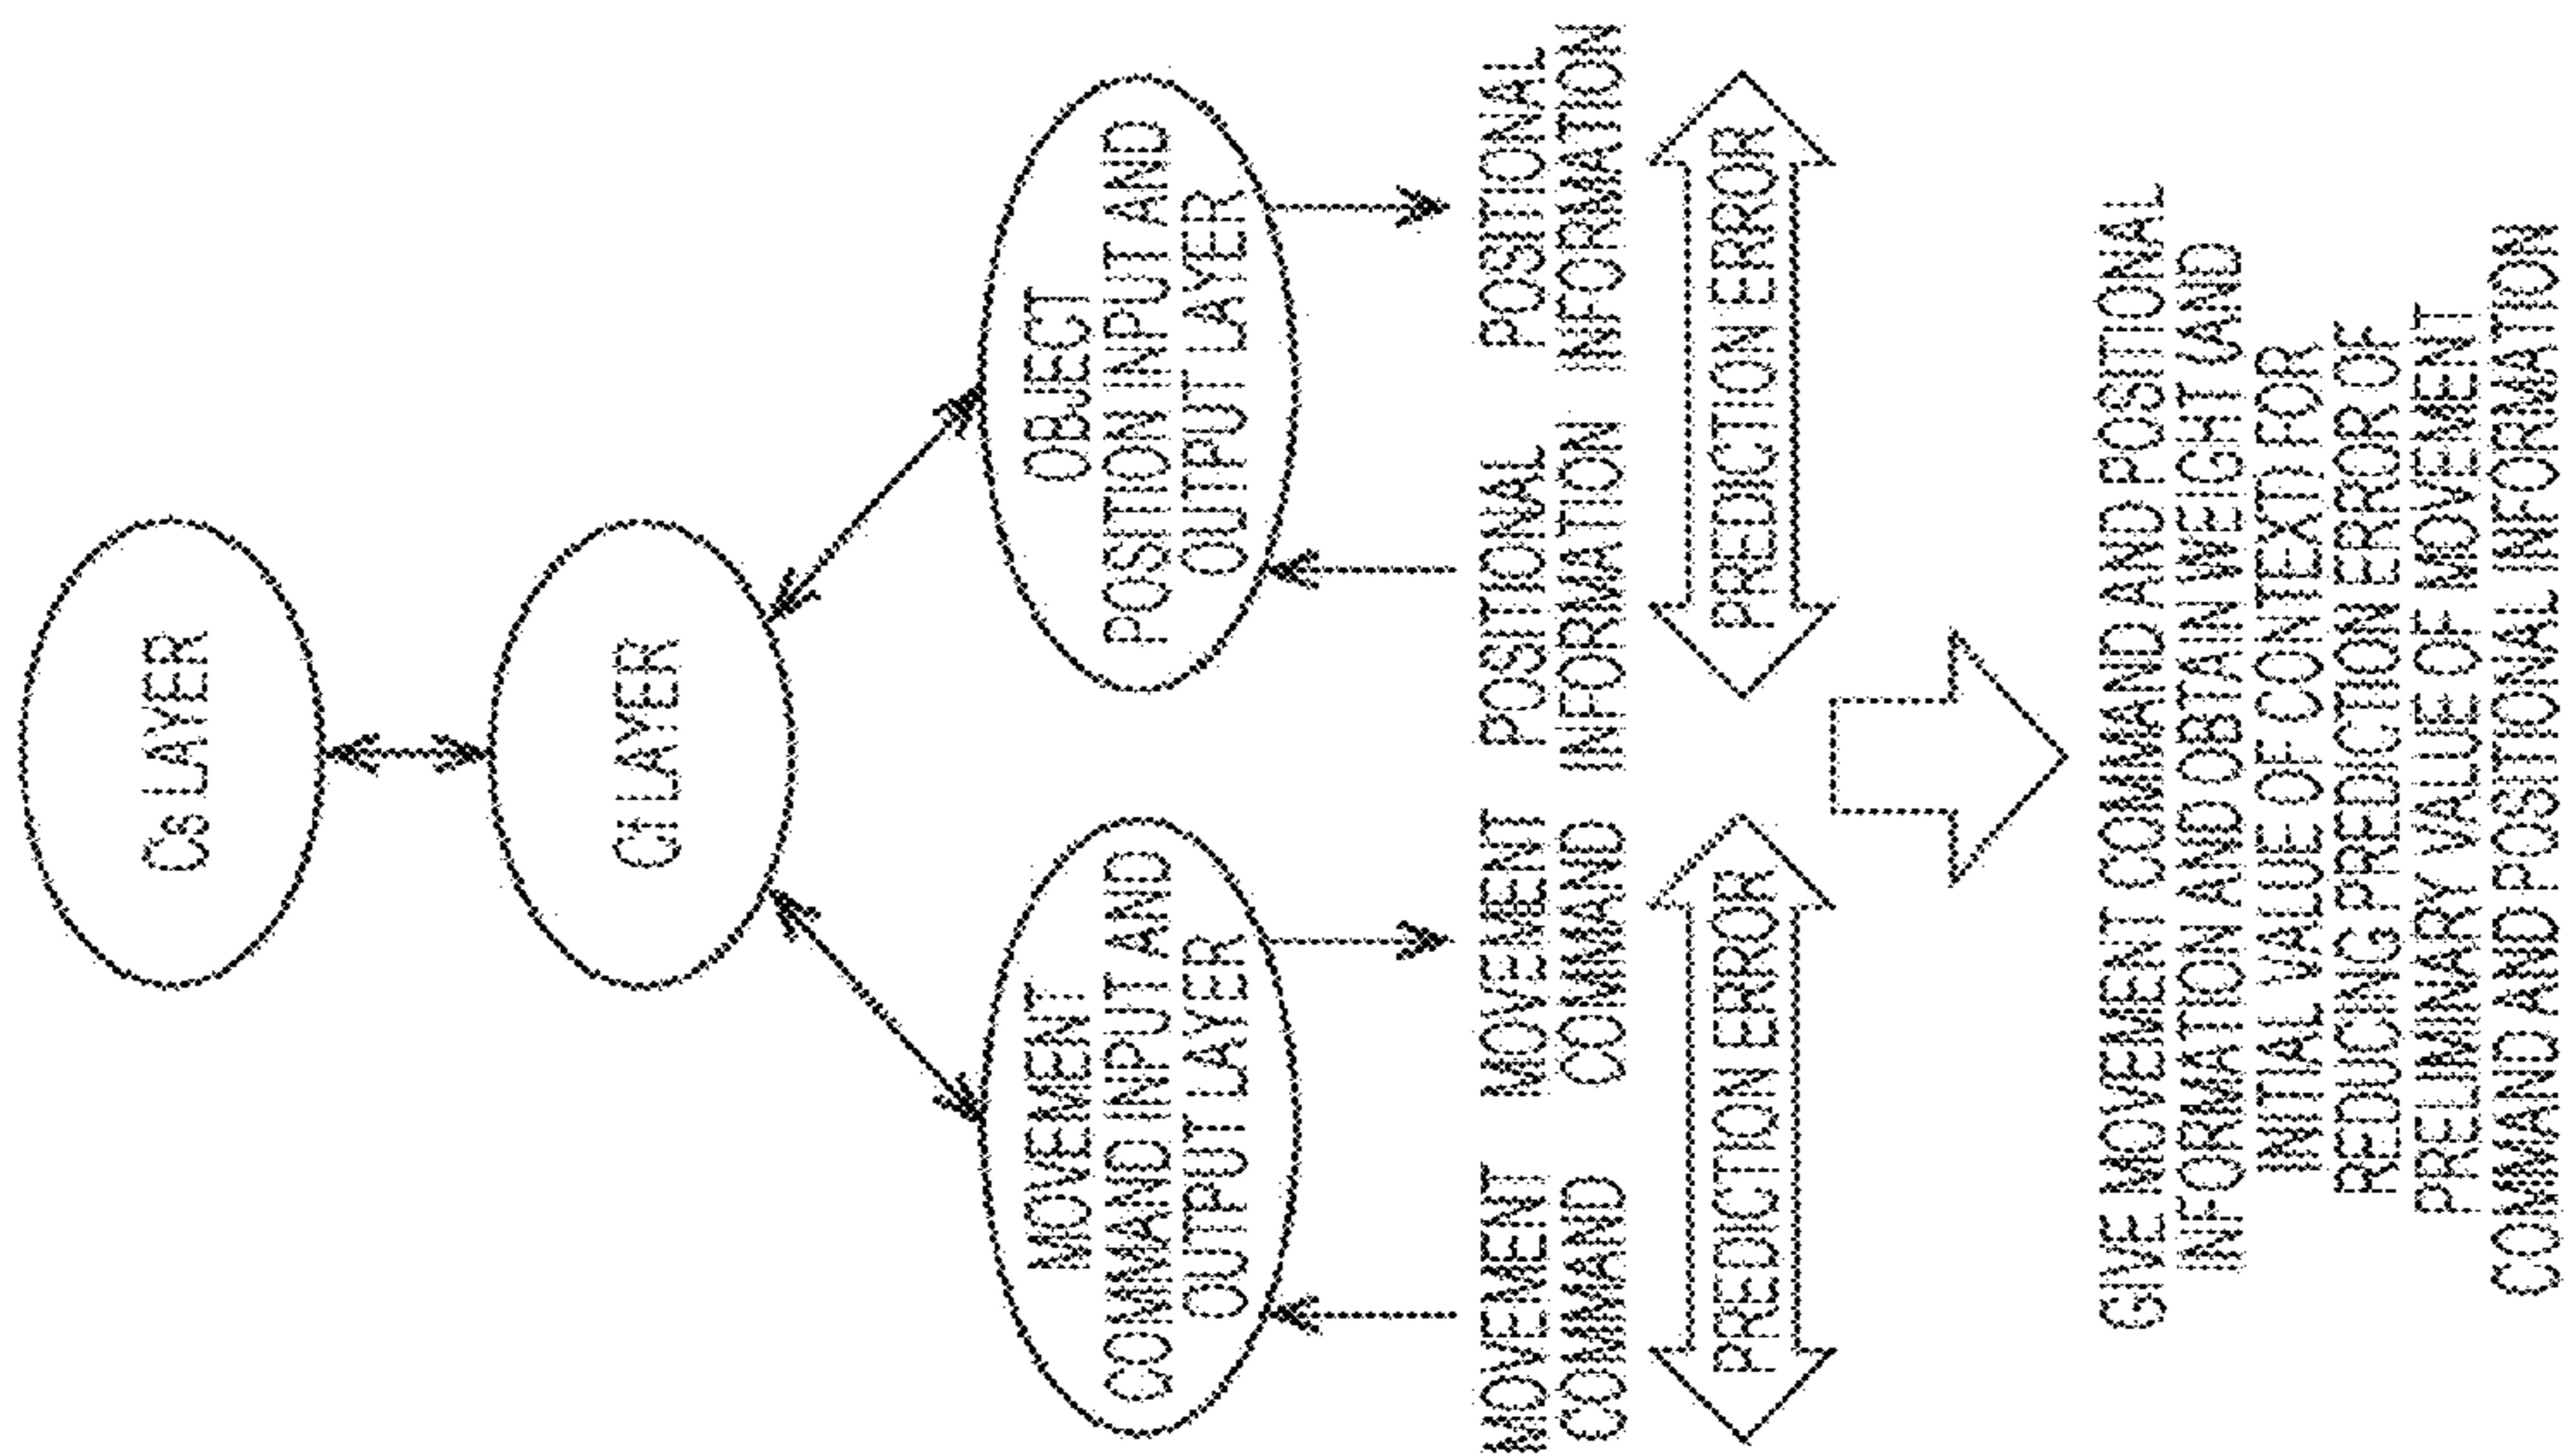 Cs LAYER
Cf LAYER
MOVEMENT
COMMAND INPUT AND
OUTPUT LAYER
OBJECT
POSITION INPUT AND
OUTPUT LAYER
MOVEMENT
COMMAND
MOVEMENT
COMMAND
POSITIONAL
INFORMATION
POSITIONAL
INFORMATION
PREDICTION ERROR
PREDICTION ERROR
GIVE MOVEMENT COMMAND AND POSITIONAL
INFORMATION AND OBTAIN WEIGHT (AND
INITIAL VALUE OF CONTEXT) FOR
REDUCING PREDICTION ERROR OF
PRELIMINARY VALUE OF MOVEMENT
COMMAND AND POSITIONAL INFORMATION